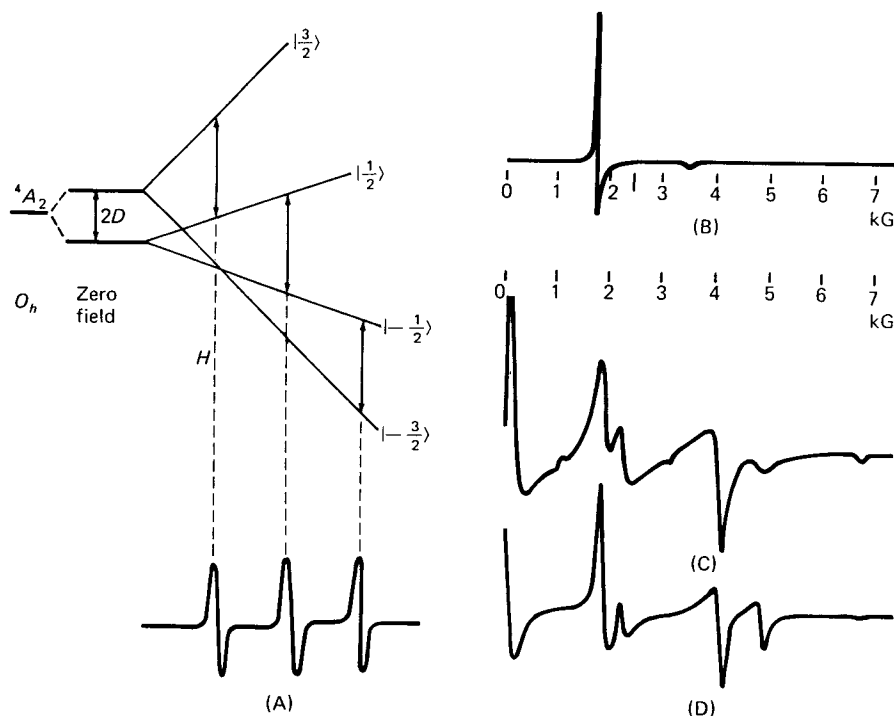 |3/2⟩
⁴A₂
2D
|1/2⟩
O_h
Zero field
H
|−1/2⟩
|−3/2⟩
(A)
0 1 2 3 4 5 6 7
kG
(B)
0 1 2 3 4 5 6 7
kG
(C)
(D)